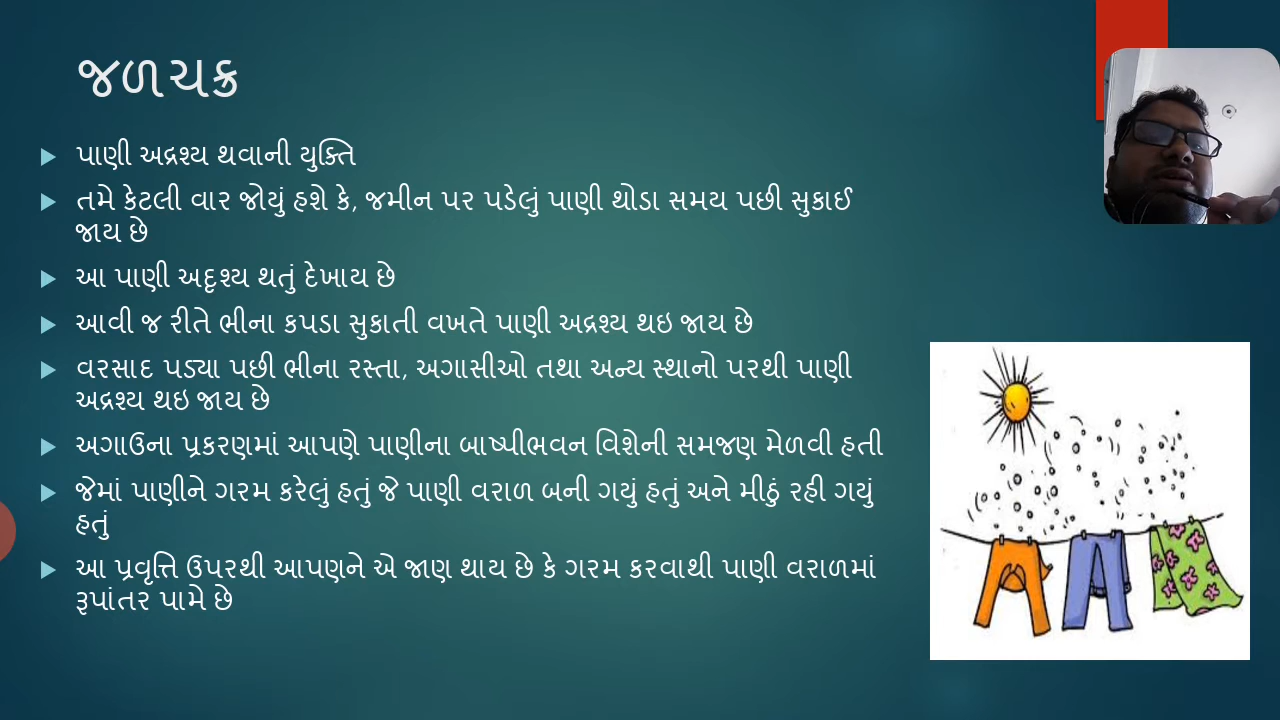 જળચક્ર
પાણી અદ્રશ્ય થવાની યુક્તિ
તમે કેટલી વાર જોયું હશે કે, જમીન પર પડેલું પાણી થોડા સમય પછી સુકાઈ
જાય છે
આ પાણી અદૃશ્ય થતું દેખાય છે
આવી જ રીતે ભીના કપડા સુકાતી વખતે પાણી અદ્રશ્ય થઇ જાય છે
વરસાદ પડ્યા પછી ભીના રસ્તા, અગાસીઓ તથા અન્ય સ્થાનો પરથી પાણી
અદ્રશ્ય થઇ જાય છે
અગાઉના પ્રકરણમાં આપણે પાણીના બાષ્પીભવન વિશેની સમજણ મેળવી હતી
જેમાં પાણીને ગરમ કરેલું હતું જે પાણી વરાળ બની ગયું હતું અને મીઠું રહી ગયું
હતું
આ પ્રવૃત્તિ ઉપરથી આપણને એ જાણ થાય છે કે ગરમ કરવાથી પાણી વરાળમાં
રૂપાંતર પામે છે